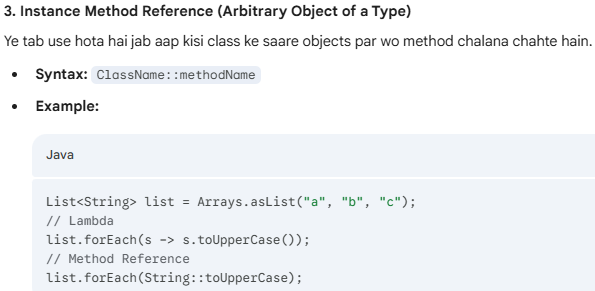 3. Instance Method Reference (Arbitrary Object of a Type)
Ye tab use hota hai jab aap kisi class ke saare objects par wo method chalana chahte hain.
• Syntax: ClassName::methodName
• Example:
Java
List<String> list = Arrays.asList("a", "b", "c");
// Lambda
list.forEach(s -> s.toUpperCase());
// Method Reference
list.forEach(String::toUpperCase);